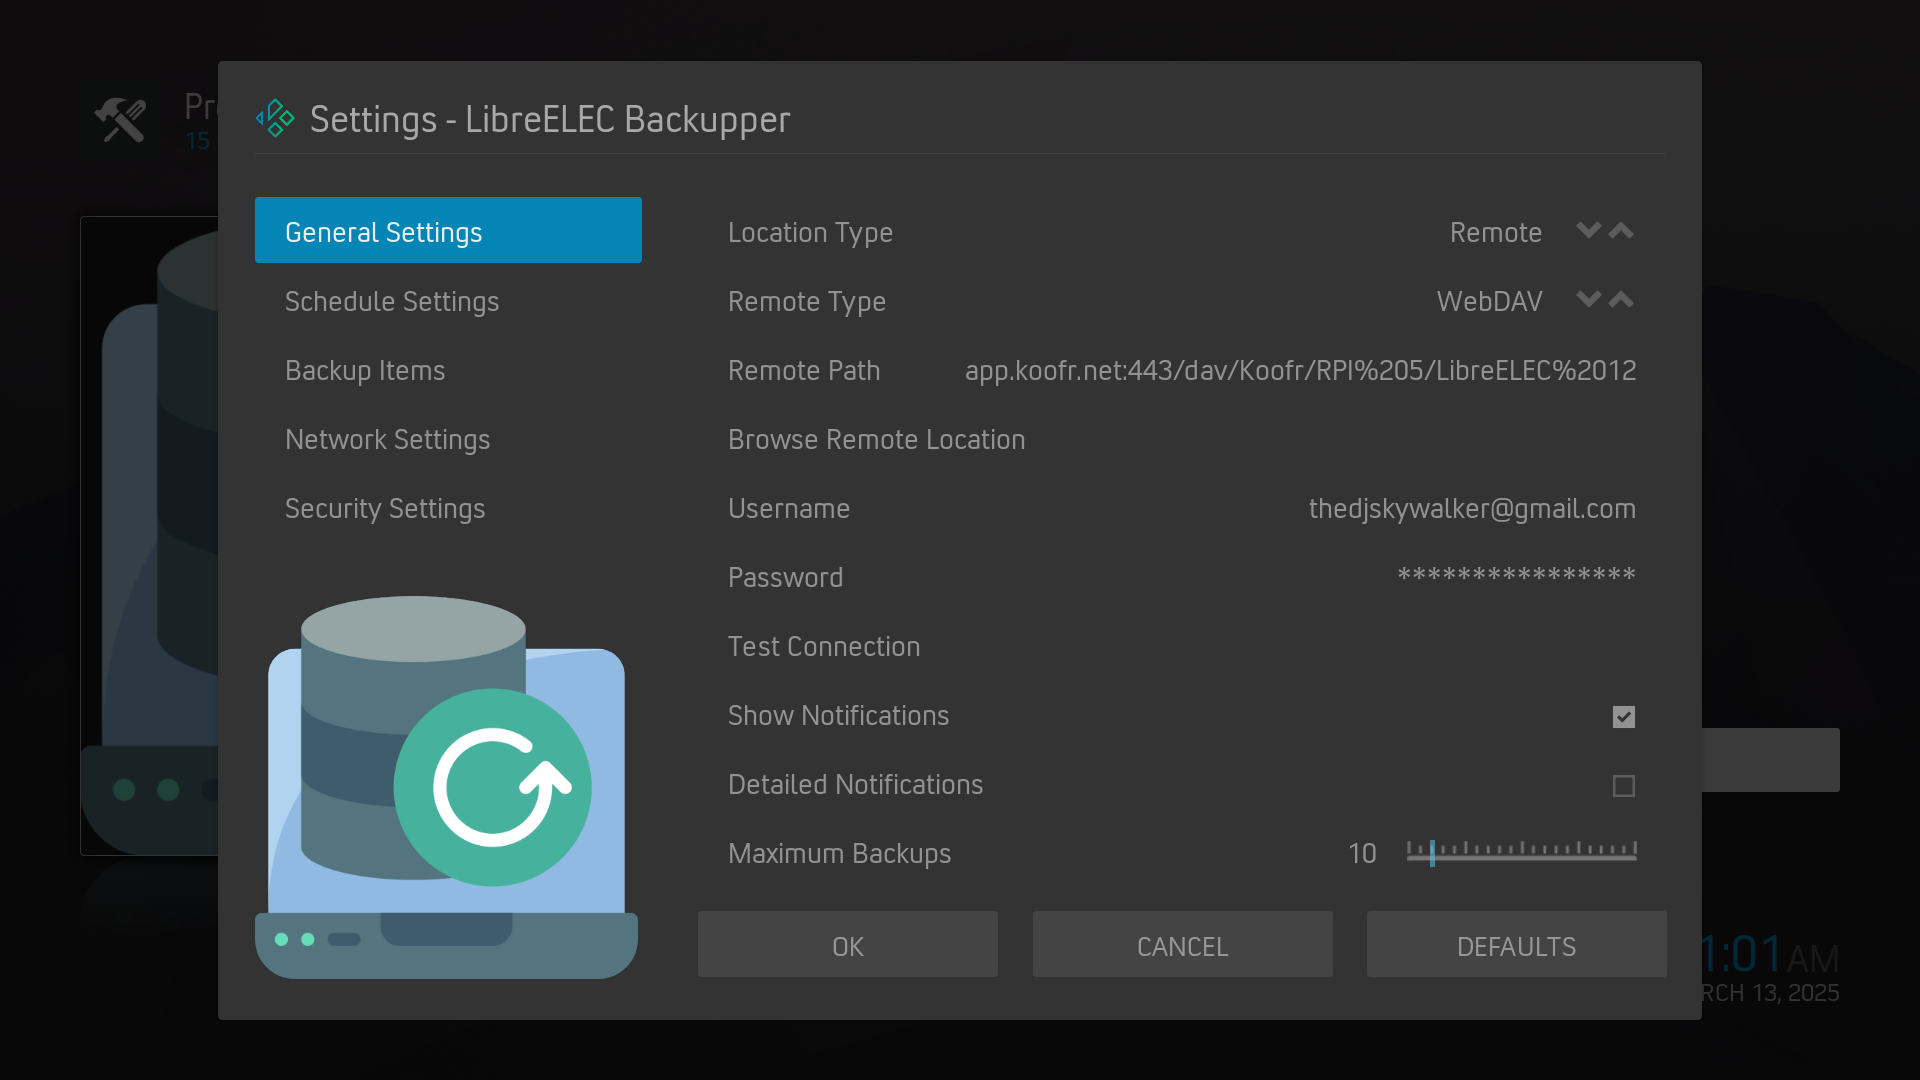 Settings - LibreELEC Backupper
15
General Settings
Schedule Settings
Backup Items
Network Settings
Security Settings
Location Type Remote
Remote Type WebDAV
Remote Path app.koofr.net:443/dav/Koofr/RPI%205/LibreELEC%2012
Browse Remote Location
Username thedjskywalker@gmail.com
Password ****************
Test Connection
Show Notifications
Detailed Notifications
Maximum Backups 10
OK CANCEL DEFAULTS
1:01 AM
13, 2025